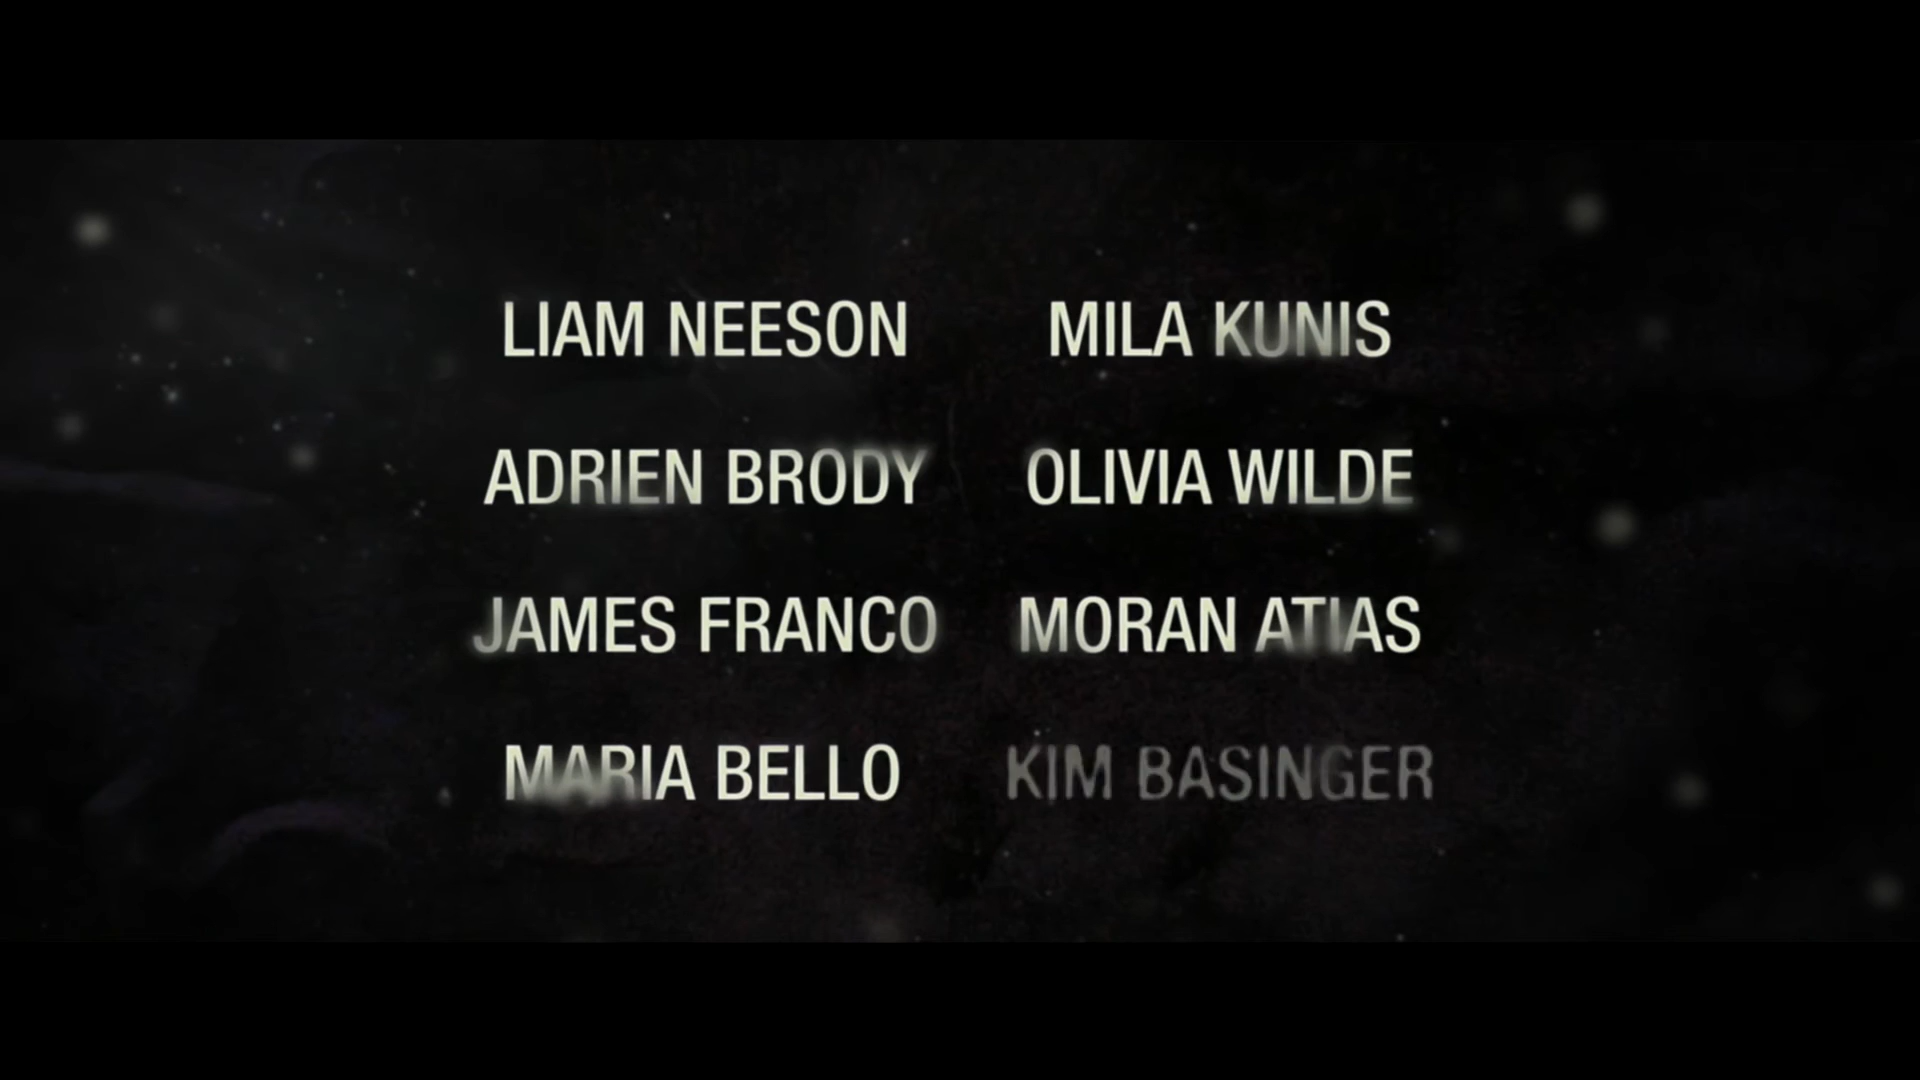 LIAM NEESON MILA KUNIS
ADRIEN BRODY OLIVIA WILDE
JAMES FRANCO MORAN ATIAS
MARIA BELLO KIM BASINGER